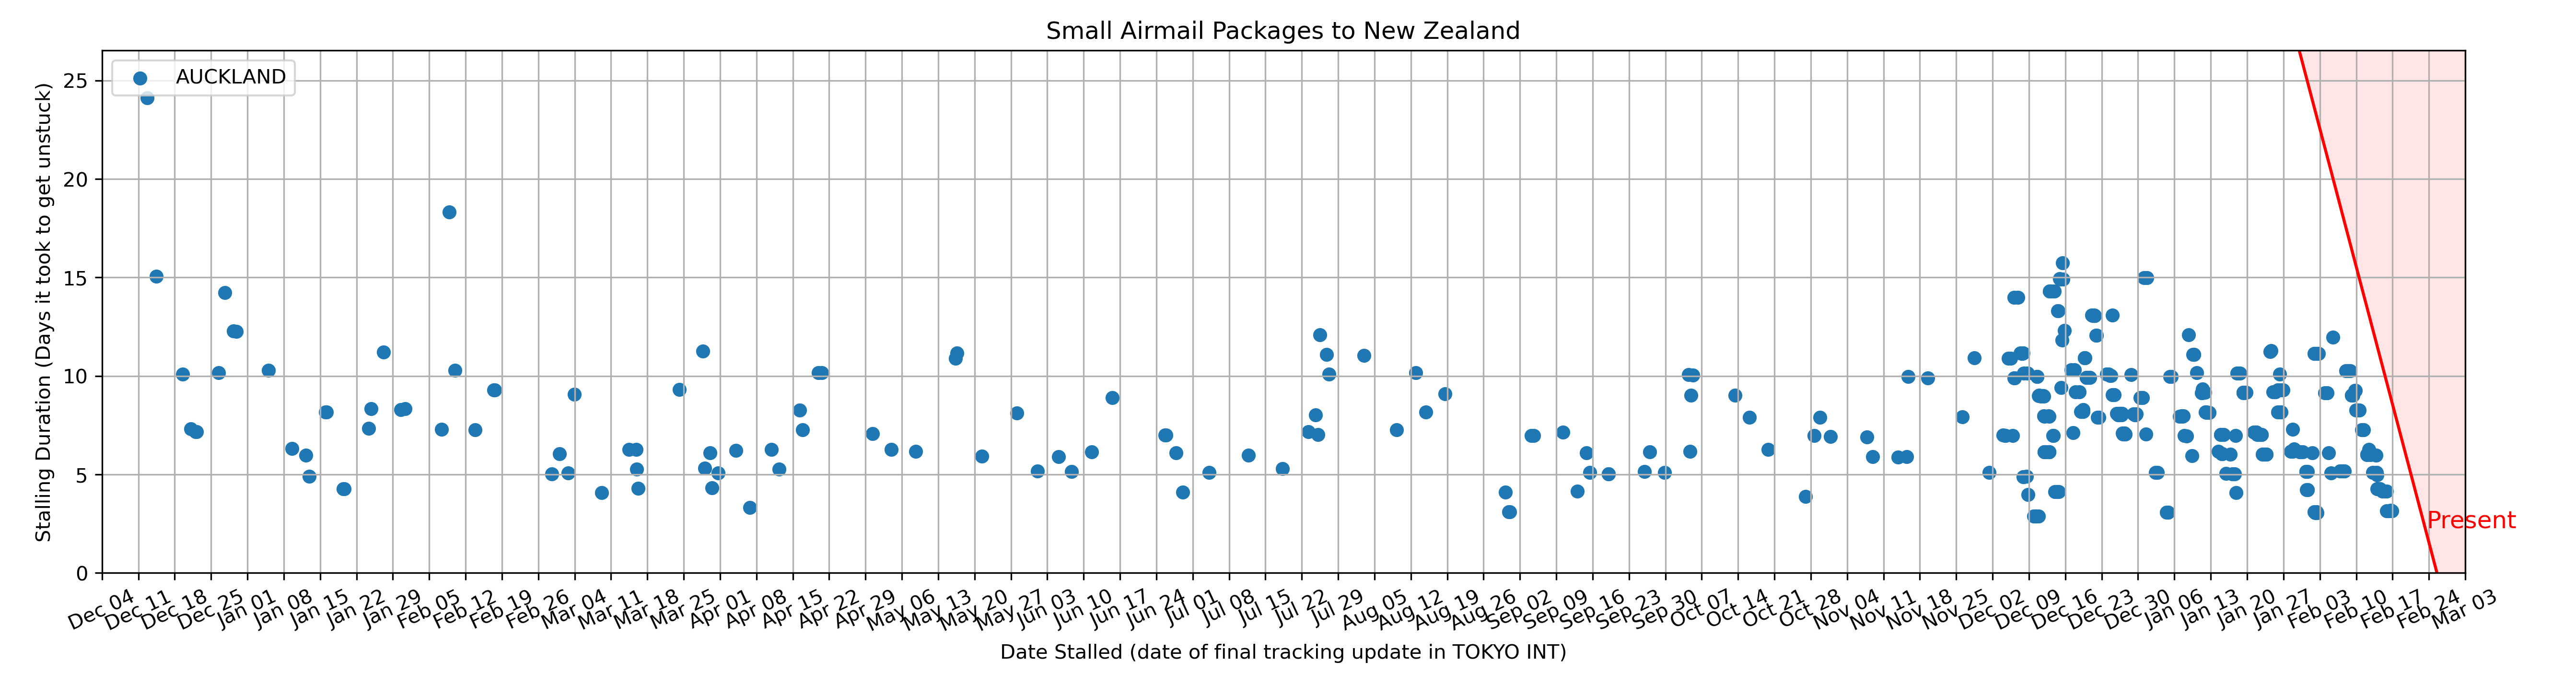 Small Airmail Packages to New Zealand
AUCKLAND
Stalling Duration (Days it took to get unstuck)
25
20
15
10
5
0
Present
Dec 04
Dec 11
Dec 18
Dec 25
Jan 01
Jan 08
Jan 15
Jan 22
Jan 29
Feb 05
Feb 12
Feb 19
Feb 26
Mar 04
Mar 11
Mar 18
Mar 25
Apr 01
Apr 08
Apr 15
Apr 22
Apr 29
May 06
May 13
May 20
May 27
Jun 03
Jun 10
Jun 17
Jun 24
Jul 01
Jul 08
Jul 15
Jul 22
Jul 29
Aug 05
Aug 12
Aug 19
Aug 26
Sep 02
Sep 09
Sep 16
Sep 23
Sep 30
Oct 07
Oct 14
Oct 21
Oct 28
Nov 04
Nov 11
Nov 18
Nov 25
Dec 02
Dec 09
Dec 16
Dec 23
Dec 30
Jan 06
Jan 13
Jan 20
Jan 27
Feb 03
Feb 10
Feb 17
Feb 24
Mar 03
Date Stalled (date of final tracking update in TOKYO INT)